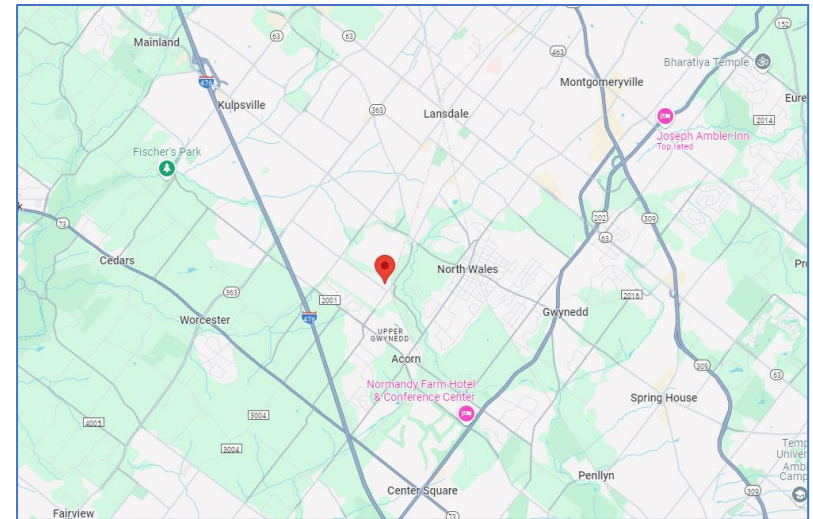 152
Mainland
63
63
463
Bharatiya Temple
Montgomeryville
476
Kulpsville
363
Lansdale
Eure
2014
Joseph Ambler Inn
Top rated
Fischer's Park
73
202
309
63
Cedars
North Wales
Pr
363
2001
2016
Worcester
476
Gwynedd
UPPER
GWYNEDD
Acorn
309
63
Normandy Farm Hotel
& Conference Center
Spring House
3004
4005
3004
Temp
Univer
Amb
Camp
Penllyn
Center Square
309
Fairview
73